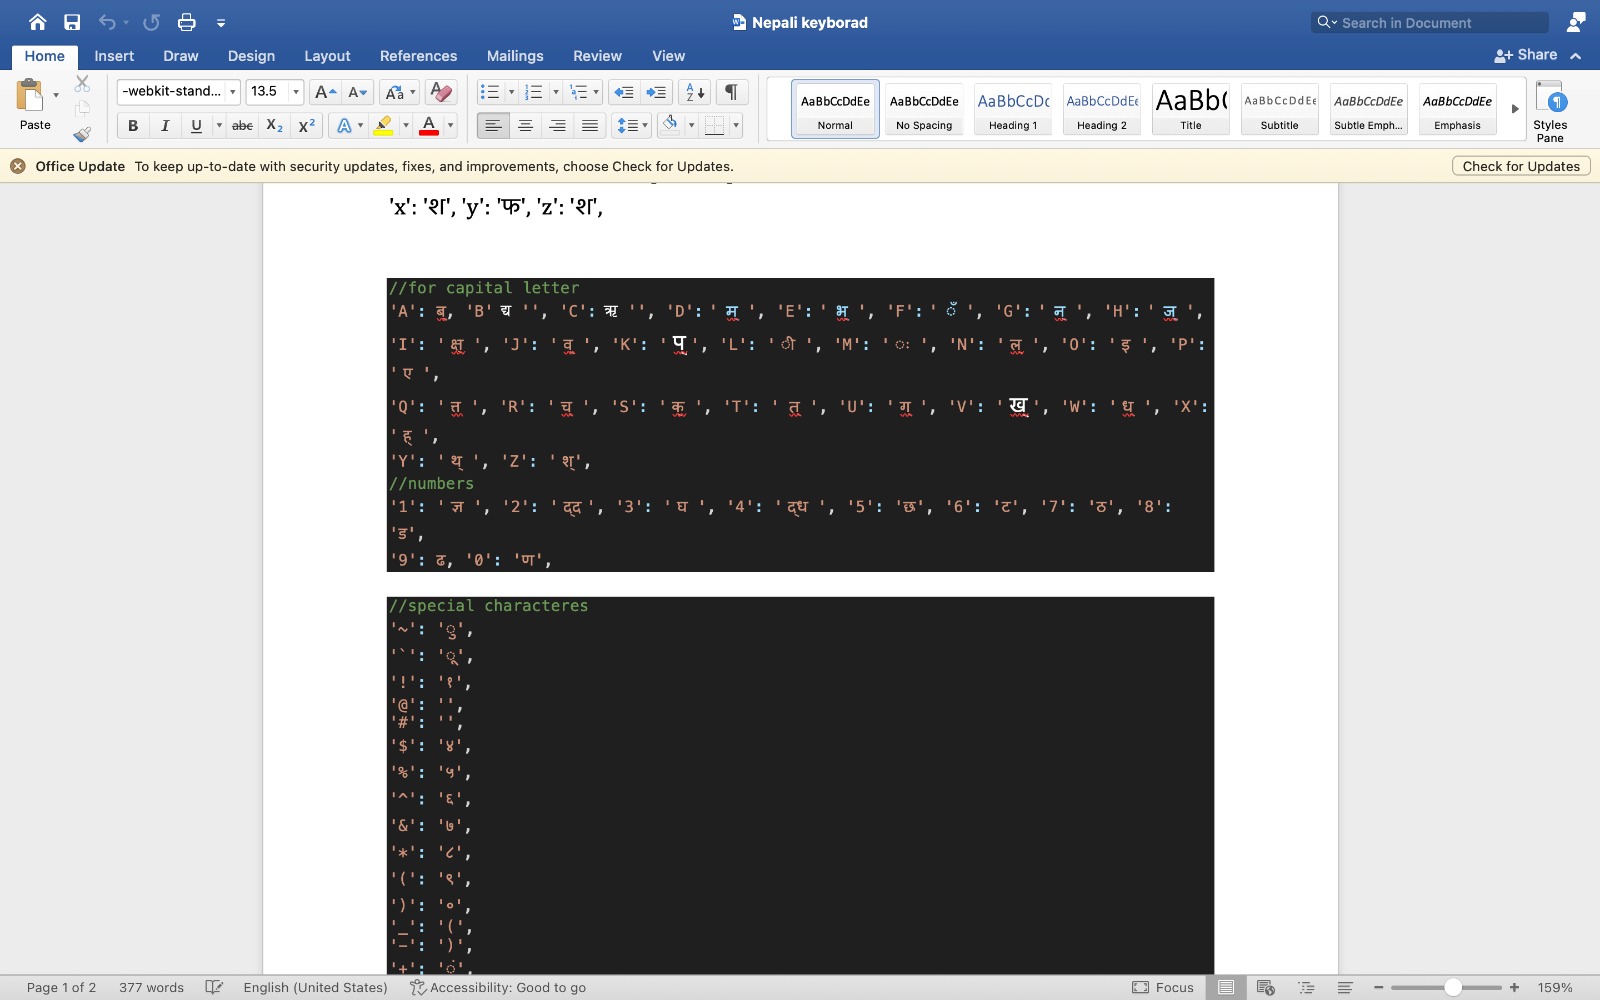 Nepali keyborad
Search in Document
Home Insert Draw Design Layout References Mailings Review View Share
-webkit-stand... 13.5
Paste
AaBbCcDdEe AaBbCcDdEe AaBbCcDc AaBbCcDdEe AaBb( AaBbCcDdEe AaBbCcDdEe AaBbCcDdEe
Normal No Spacing Heading 1 Heading 2 Title Subtitle Subtle Emph... Emphasis
Styles Pane
Office Update To keep up-to-date with security updates, fixes, and improvements, choose Check for Updates. Check for Updates
'x': 'श', 'y': 'फ', 'z': 'श',
//for capital letter
'A': ब्, 'B' द्य '', 'C': ऋ '', 'D': ' म् ', 'E': ' भ् ', 'F': ' ँ ', 'G': ' न् ', 'H': ' ज् ',
'I': ' क्ष् ', 'J': ' व् ', 'K': ' प् ', 'L': ' ी ', 'M': ' ः ', 'N': ' ल् ', 'O': ' इ ', 'P':
' ए ',
'Q': ' त्त ', 'R': ' च् ', 'S': ' क् ', 'T': ' त् ', 'U': ' ग् ', 'V': ' ख् ', 'W': ' ध् ', 'X':
' ह् ',
'Y': ' थ् ', 'Z': ' श्',
//numbers
'1': ' ज्ञ ', '2': ' द्द ', '3': ' घ ', '4': ' द्ध ', '5': 'छ', '6': 'ट', '7': 'ठ', '8':
'ड',
'9': ढ, '0': 'ण',
//special characteres
'~': 'ु',
'`': 'ू',
'!': '१',
'@': '',
'#': '',
'$': '४',
'%': '५',
'^': '६',
'&': '७',
'*': '८',
'(': '९',
')': '०',
'_': '(',
'−': ')',
'+': 'ं',
Page 1 of 2 377 words English (United States) Accessibility: Good to go Focus 159%